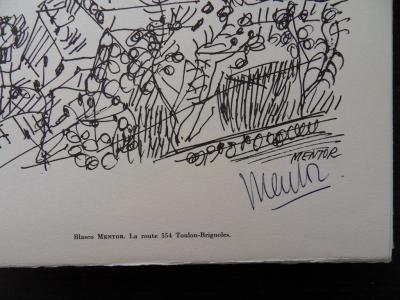 MENTOR
Mentor.
Blasco MENTOR. La route 554 Toulon-Brignoles.